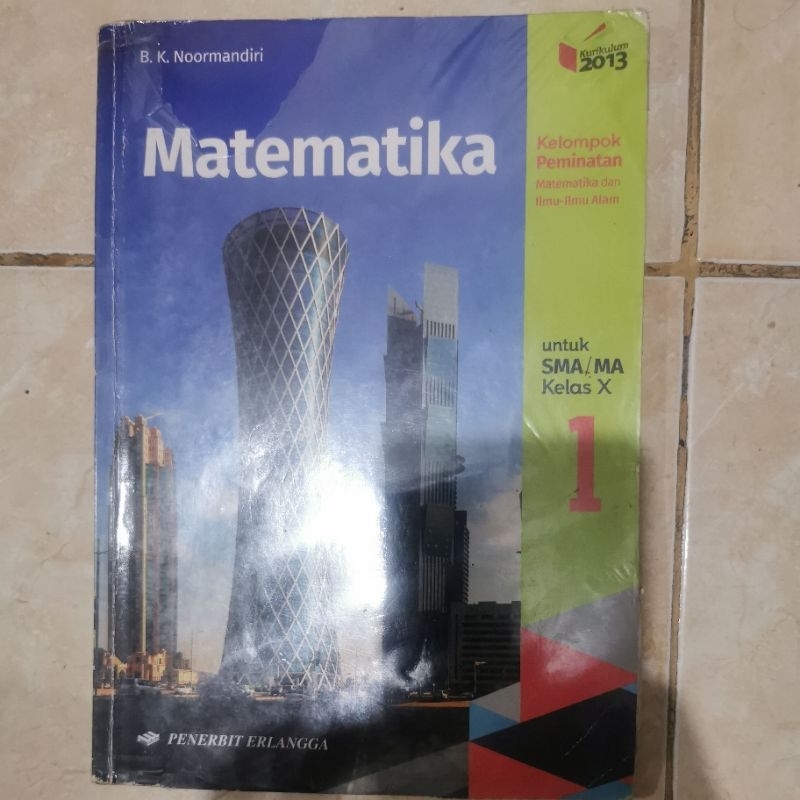 B. K. Noormandiri
Kurikulum
2013
Matematika
Kelompok
Peminatan
Matematika dan
Ilmu-Ilmu Alam
untuk
SMA/MA
Kelas X
1
PENERBIT ERLANGGA